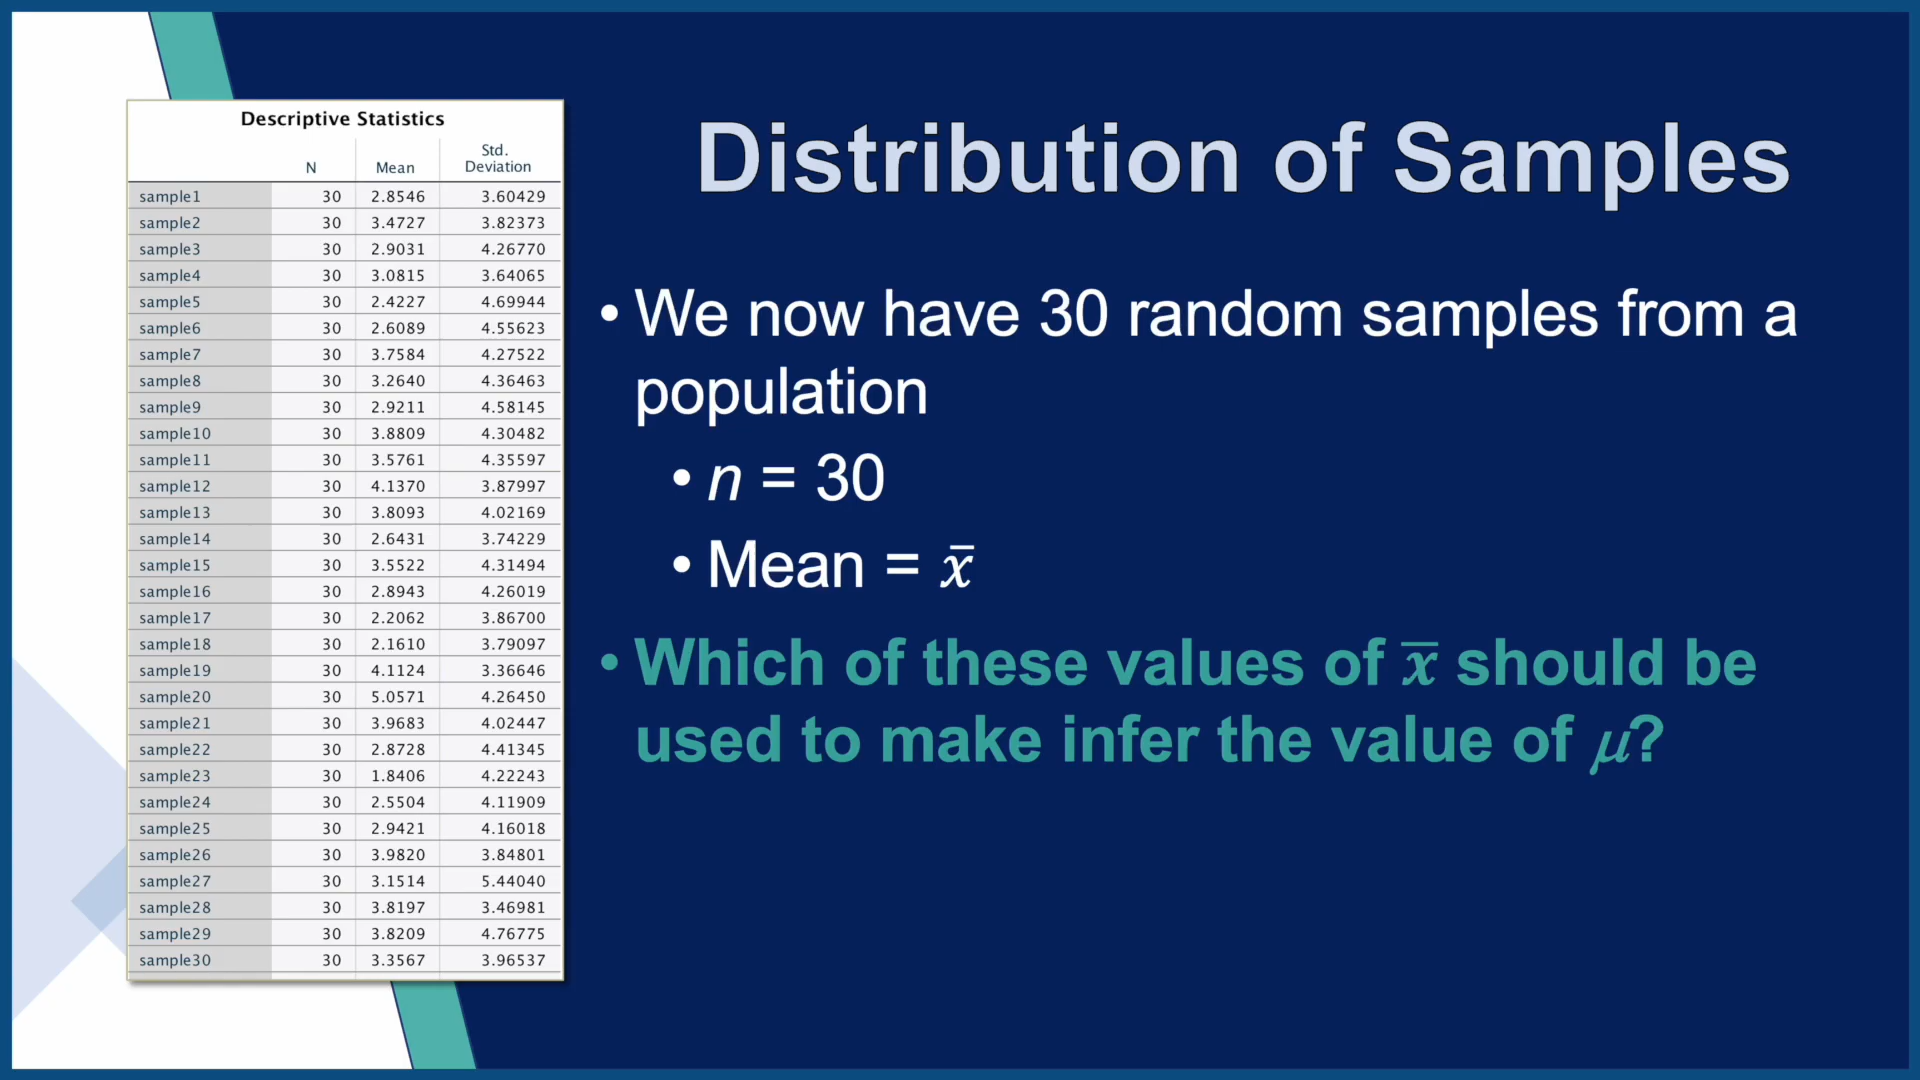 Descriptive Statistics
N Mean Std. Deviation
sample1 30 2.8546 3.60429
sample2 30 3.4727 3.82373
sample3 30 2.9031 4.26770
sample4 30 3.0815 3.64065
sample5 30 2.4227 4.69944
sample6 30 2.6089 4.55623
sample7 30 3.7584 4.27522
sample8 30 3.2640 4.36463
sample9 30 2.9211 4.58145
sample10 30 3.8809 4.30482
sample11 30 3.5761 4.35597
sample12 30 4.1370 3.87997
sample13 30 3.8093 4.02169
sample14 30 2.6431 3.74229
sample15 30 3.5522 4.31494
sample16 30 2.8943 4.26019
sample17 30 2.2062 3.86700
sample18 30 2.1610 3.79097
sample19 30 4.1124 3.36646
sample20 30 5.0571 4.26450
sample21 30 3.9683 4.02447
sample22 30 2.8728 4.41345
sample23 30 1.8406 4.22243
sample24 30 2.5504 4.11909
sample25 30 2.9421 4.16018
sample26 30 3.9820 3.84801
sample27 30 3.1514 5.44040
sample28 30 3.8197 3.46981
sample29 30 3.8209 4.76775
sample30 30 3.3567 3.96537
Distribution of Samples
• We now have 30 random samples from a
population
• n = 30
• Mean = x̄
• Which of these values of x̄ should be
used to make infer the value of μ?